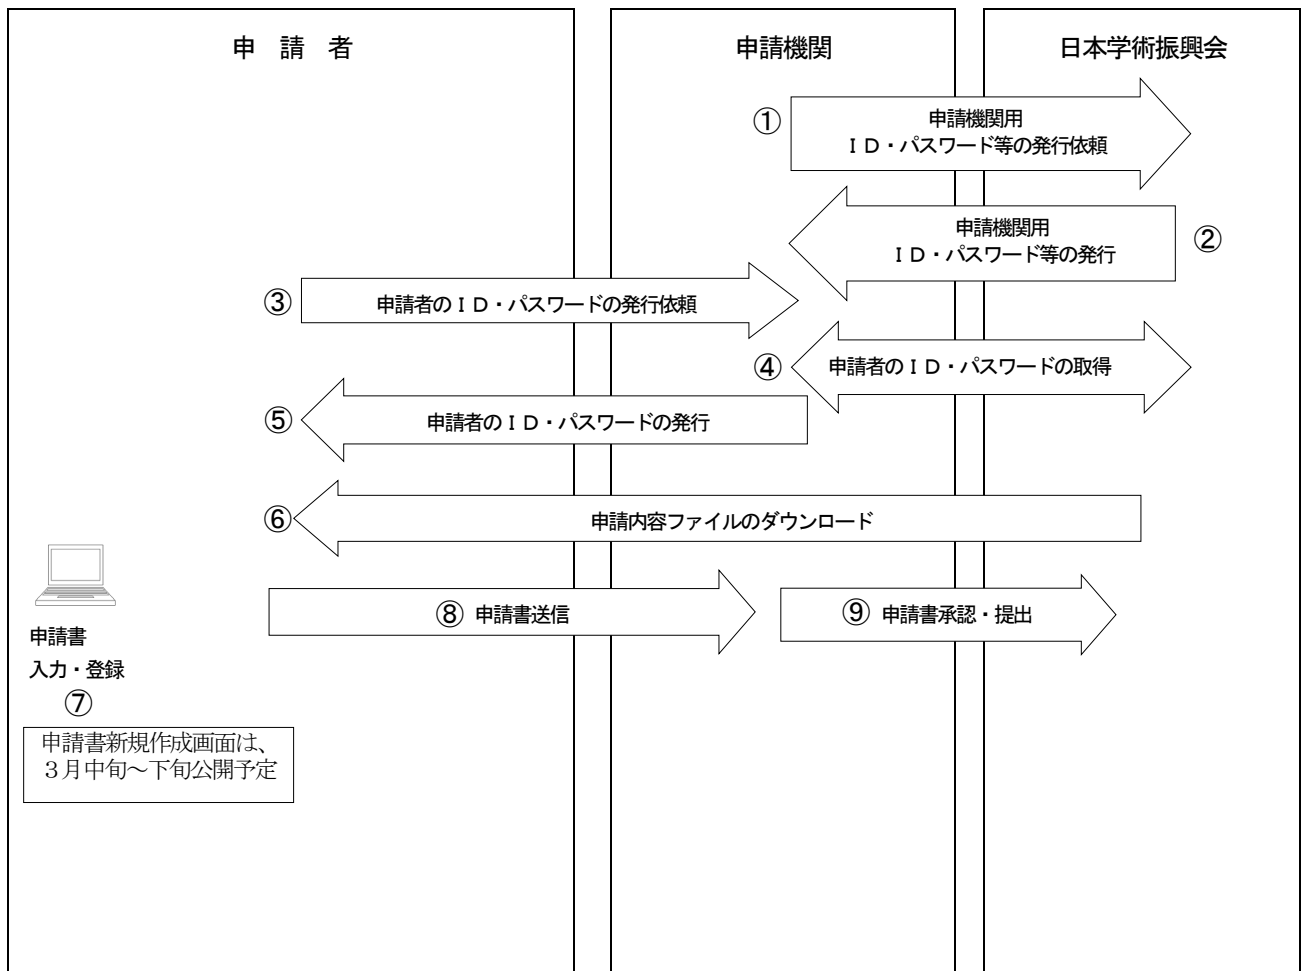 申　請　者
申請機関
日本学術振興会
①
申請機関用
ＩＤ・パスワード等の発行依頼
申請機関用
ＩＤ・パスワード等の発行
②
③
申請者のＩＤ・パスワードの発行依頼
④
申請者のＩＤ・パスワードの取得
⑤
申請者のＩＤ・パスワードの発行
⑥
申請内容ファイルのダウンロード
⑧ 申請書送信
⑨ 申請書承認・提出
申請書
入力・登録
⑦
申請書新規作成画面は、
３月中旬～下旬公開予定